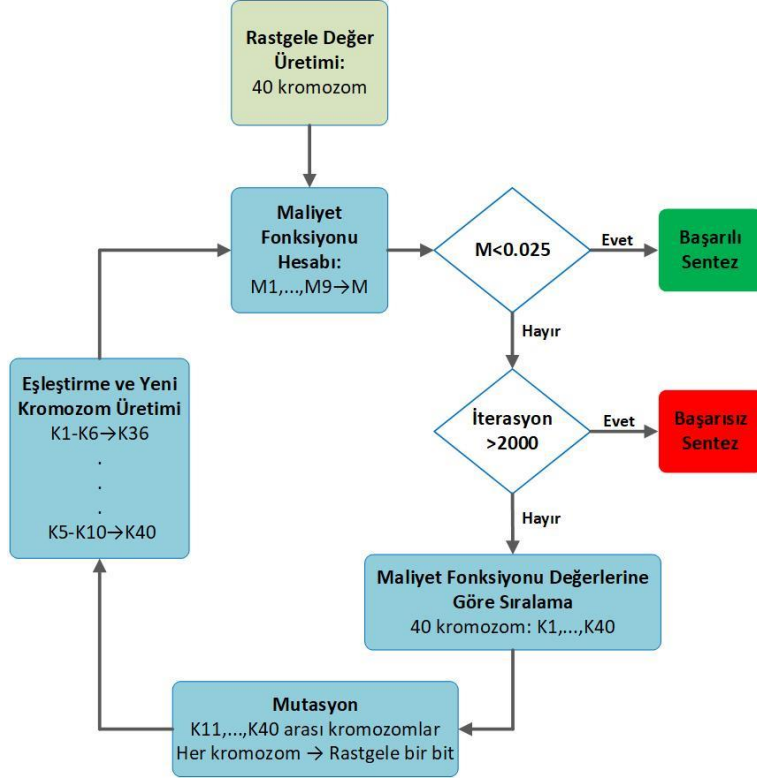 Rastgele Değer
Üretimi:
40 kromozom
Maliyet
Fonksiyonu
Hesabı:
M1,...,M9→M
M<0.025
Evet
Başarılı
Sentez
Hayır
İterasyon
>2000
Evet
Başarısız
Sentez
Hayır
Maliyet Fonksiyonu Değerlerine
Göre Sıralama
40 kromozom: K1,...,K40
Mutasyon
K11,...,K40 arası kromozomlar
Her kromozom → Rastgele bir bit
Eşleştirme ve Yeni
Kromozom Üretimi
K1-K6→K36
.
.
.
K5-K10→K40